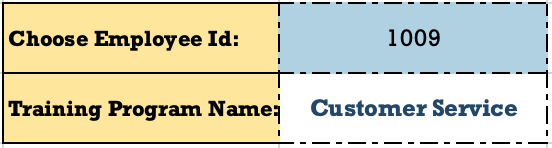 Choose Employee Id: 1009
Training Program Name: Customer Service